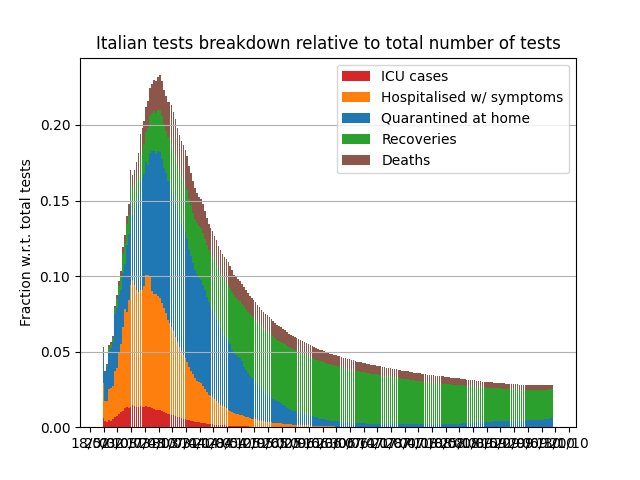 Italian tests breakdown relative to total number of tests
ICU cases
Hospitalised w/ symptoms
Quarantined at home
Recoveries
Deaths
Fraction w.r.t. total tests
0.20
0.15
0.10
0.05
0.00